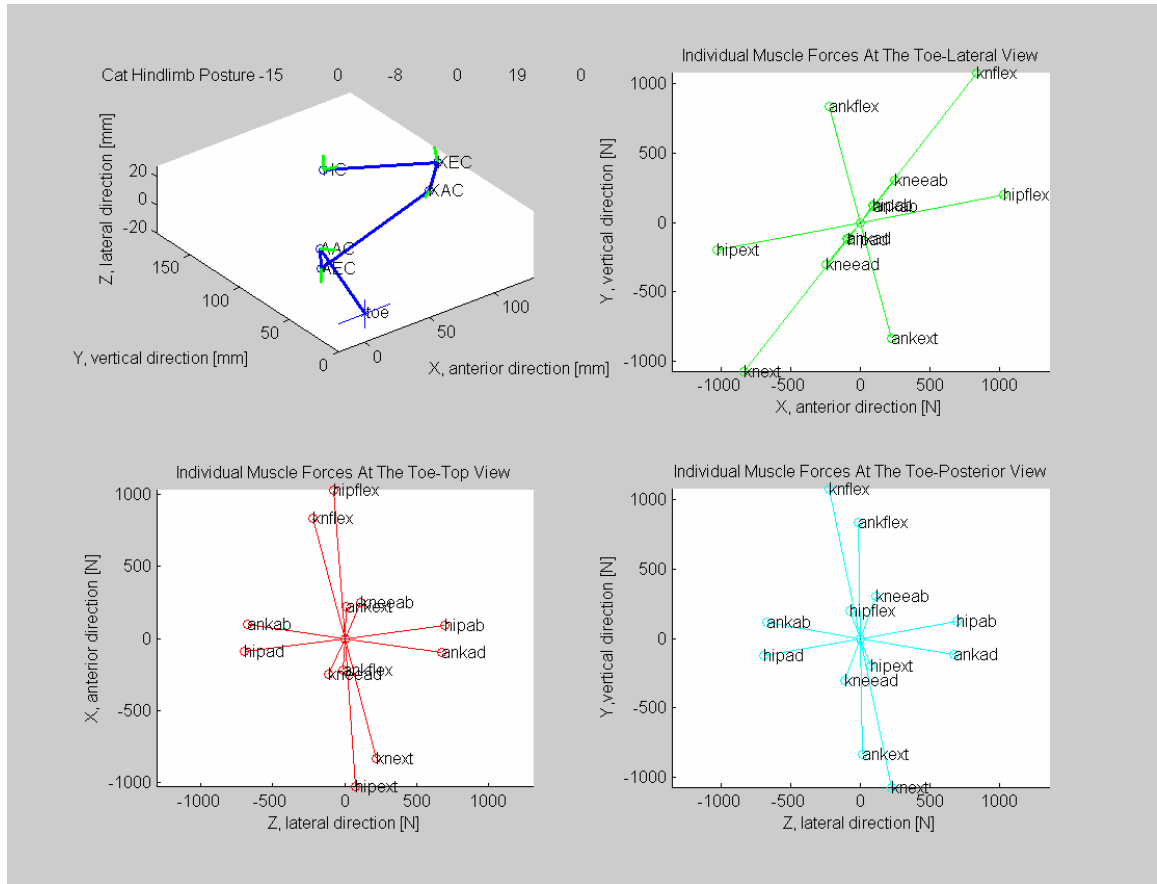 Cat Hindlimb Posture -15 0 -8 0 19 0
Z, lateral direction [mm]
20
0
-20
HC
KEC
KAC
AAC
AEC
toe
150
100
50
0
Y, vertical direction [mm]
0
50
100
X, anterior direction [mm]
Individual Muscle Forces At The Toe-Lateral View
Y, vertical direction [N]
1000
500
0
-500
-1000
knflex
ankflex
kneeab
hipflex
hipab
ankab
ankad
hipad
hipext
kneead
ankext
knext
-1000 -500 0 500 1000
X, anterior direction [N]
Individual Muscle Forces At The Toe-Top View
X, anterior direction [N]
1000
500
0
-500
-1000
hipflex
knflex
kneeab
ankext
ankab
hipab
hipad
ankad
ankflex
kneead
knext
hipext
-1000 -500 0 500 1000
Z, lateral direction [N]
Individual Muscle Forces At The Toe-Posterior View
Y,vertical direction [N]
1000
500
0
-500
-1000
knflex
ankflex
kneeab
hipflex
ankab
hipab
hipad
ankad
hipext
kneead
ankext
knext
-1000 -500 0 500 1000
Z, lateral direction [N]